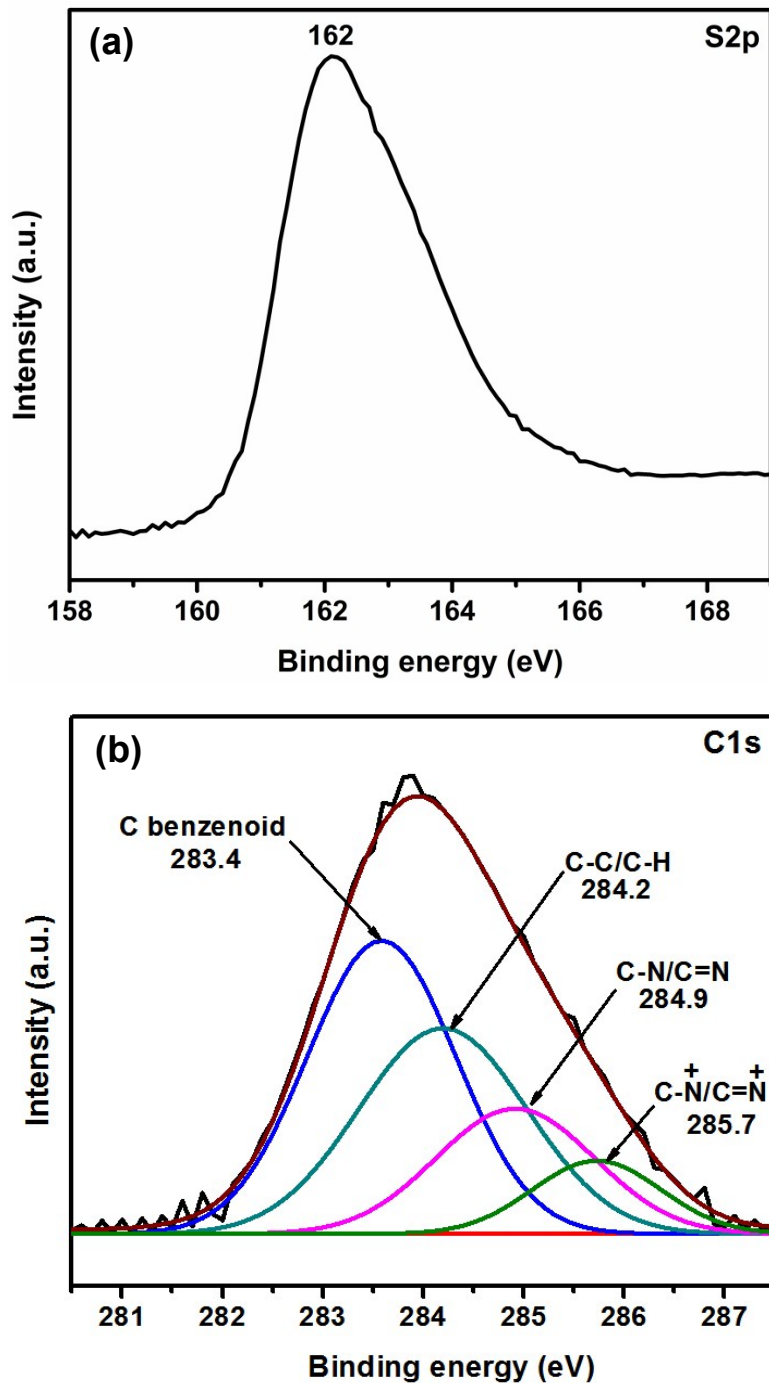 (a)
162
S2p
Intensity (a.u.)
158 160 162 164 166 168
Binding energy (eV)
(b)
C1s
C benzenoid
283.4
C-C/C-H
284.2
C-N/C=N
284.9
+ +
C-N/C=N
285.7
Intensity (a.u.)
281 282 283 284 285 286 287
Binding energy (eV)